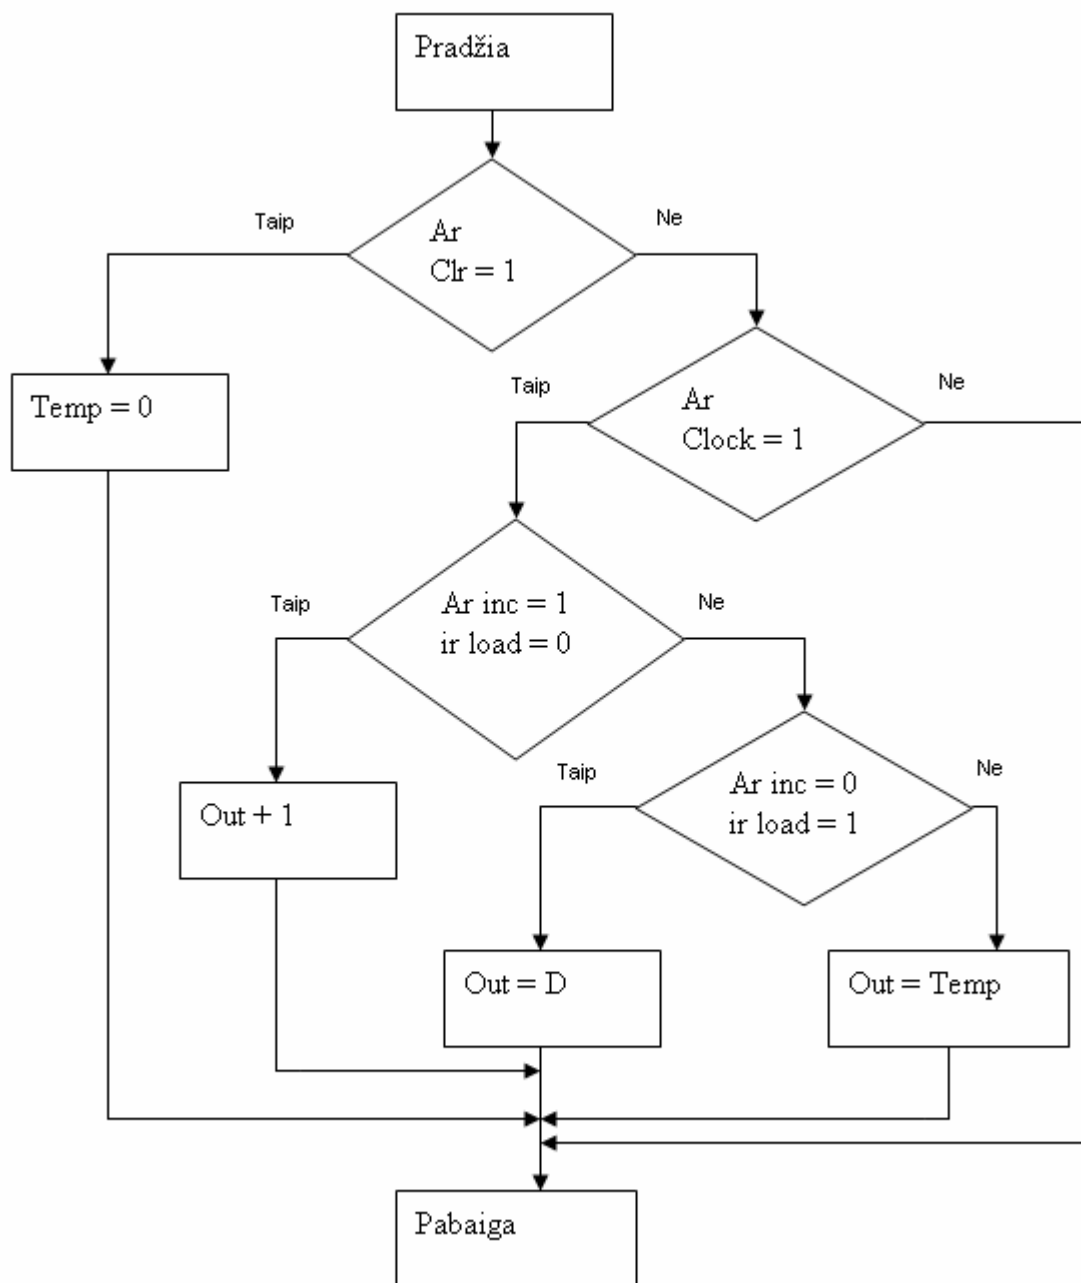 Pradžia
Taip
Ne
Ar
Clr = 1
Temp = 0
Taip
Ne
Ar
Clock = 1
Taip
Ne
Ar inc = 1
ir load = 0
Out + 1
Taip
Ne
Ar inc = 0
ir load = 1
Out = D
Out = Temp
Pabaiga